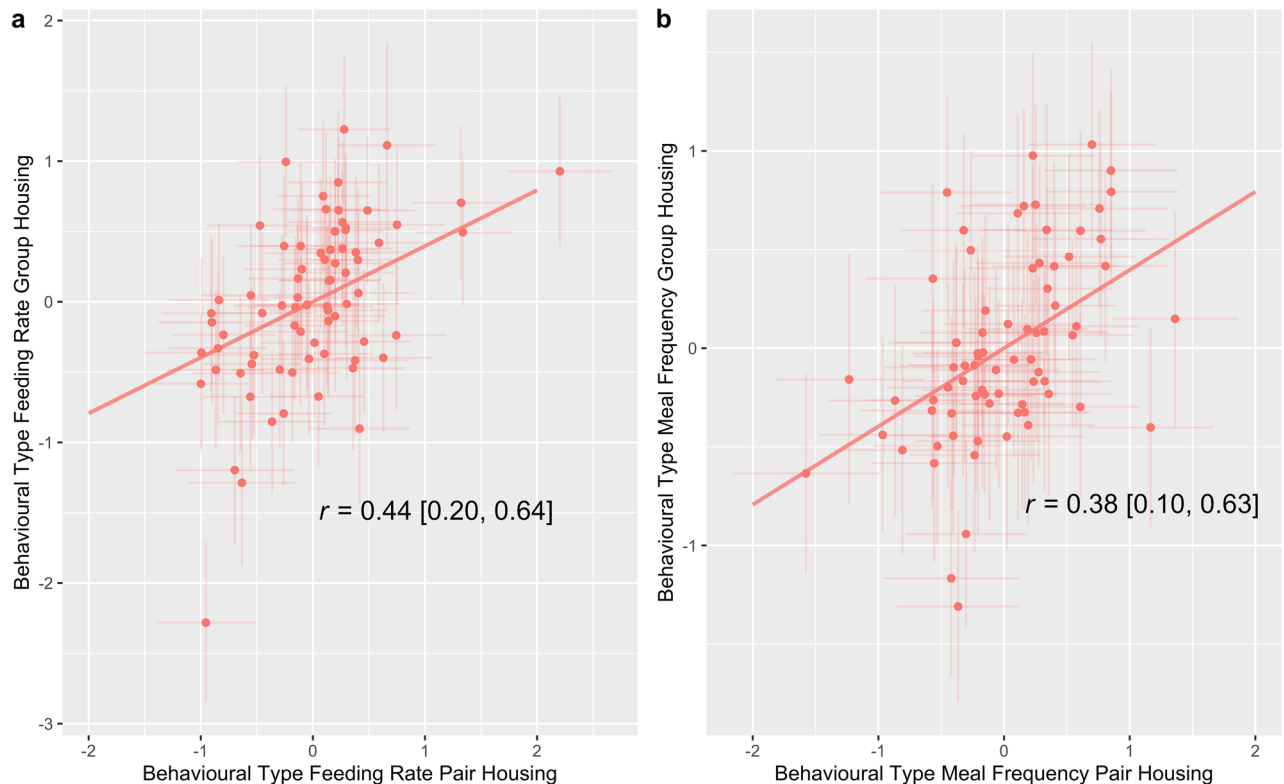 a
2
1
0
-1
-2
-3
Behavioural Type Feeding Rate Group Housing
r = 0.44 [0.20, 0.64]
-2
-1
0
1
2
Behavioural Type Feeding Rate Pair Housing
b
1
0
-1
Behavioural Type Meal Frequency Group Housing
r = 0.38 [0.10, 0.63]
-2
-1
0
1
2
Behavioural Type Meal Frequency Pair Housing